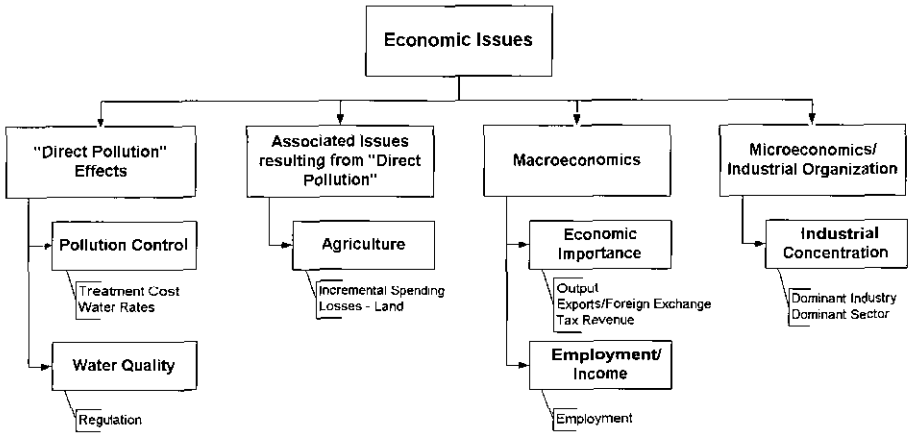 Economic Issues
"Direct Pollution"
Effects
Associated Issues
resulting from "Direct
Pollution"
Macroeconomics
Microeconomics/
Industrial Organization
Pollution Control
Treatment Cost
Water Rates
Water Quality
Regulation
Agriculture
Incremental Spending
Losses - Land
Economic
Importance
Output
Exports/Foreign Exchange
Tax Revenue
Employment/
Income
Employment
Industrial
Concentration
Dominant Industry
Dominant Sector